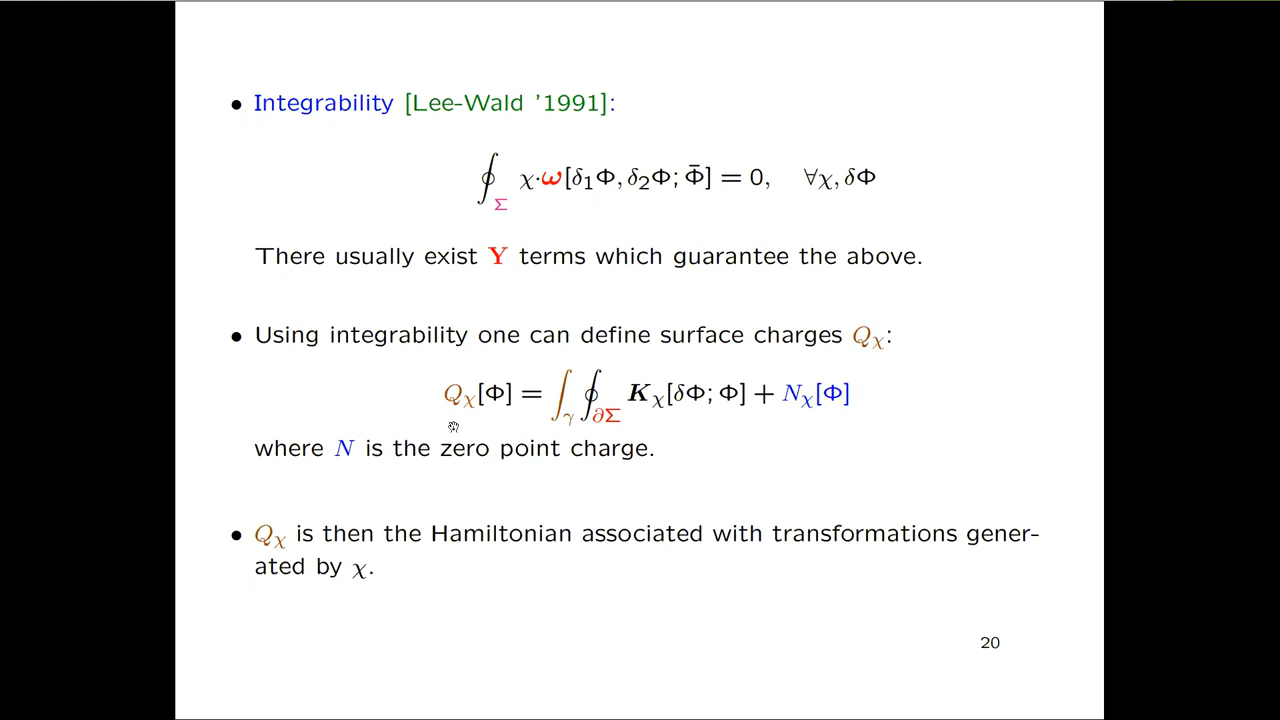 • Integrability [Lee-Wald '1991]:
∮_Σ χ·ω[δ₁Φ, δ₂Φ; Φ̄] = 0, ∀χ, δΦ
There usually exist Y terms which guarantee the above.
• Using integrability one can define surface charges Q_χ:
Q_χ[Φ] = ∫_γ ∮_∂Σ K_χ[δΦ; Φ] + N_χ[Φ]
where N is the zero point charge.
• Q_χ is then the Hamiltonian associated with transformations gener-
ated by χ.
20